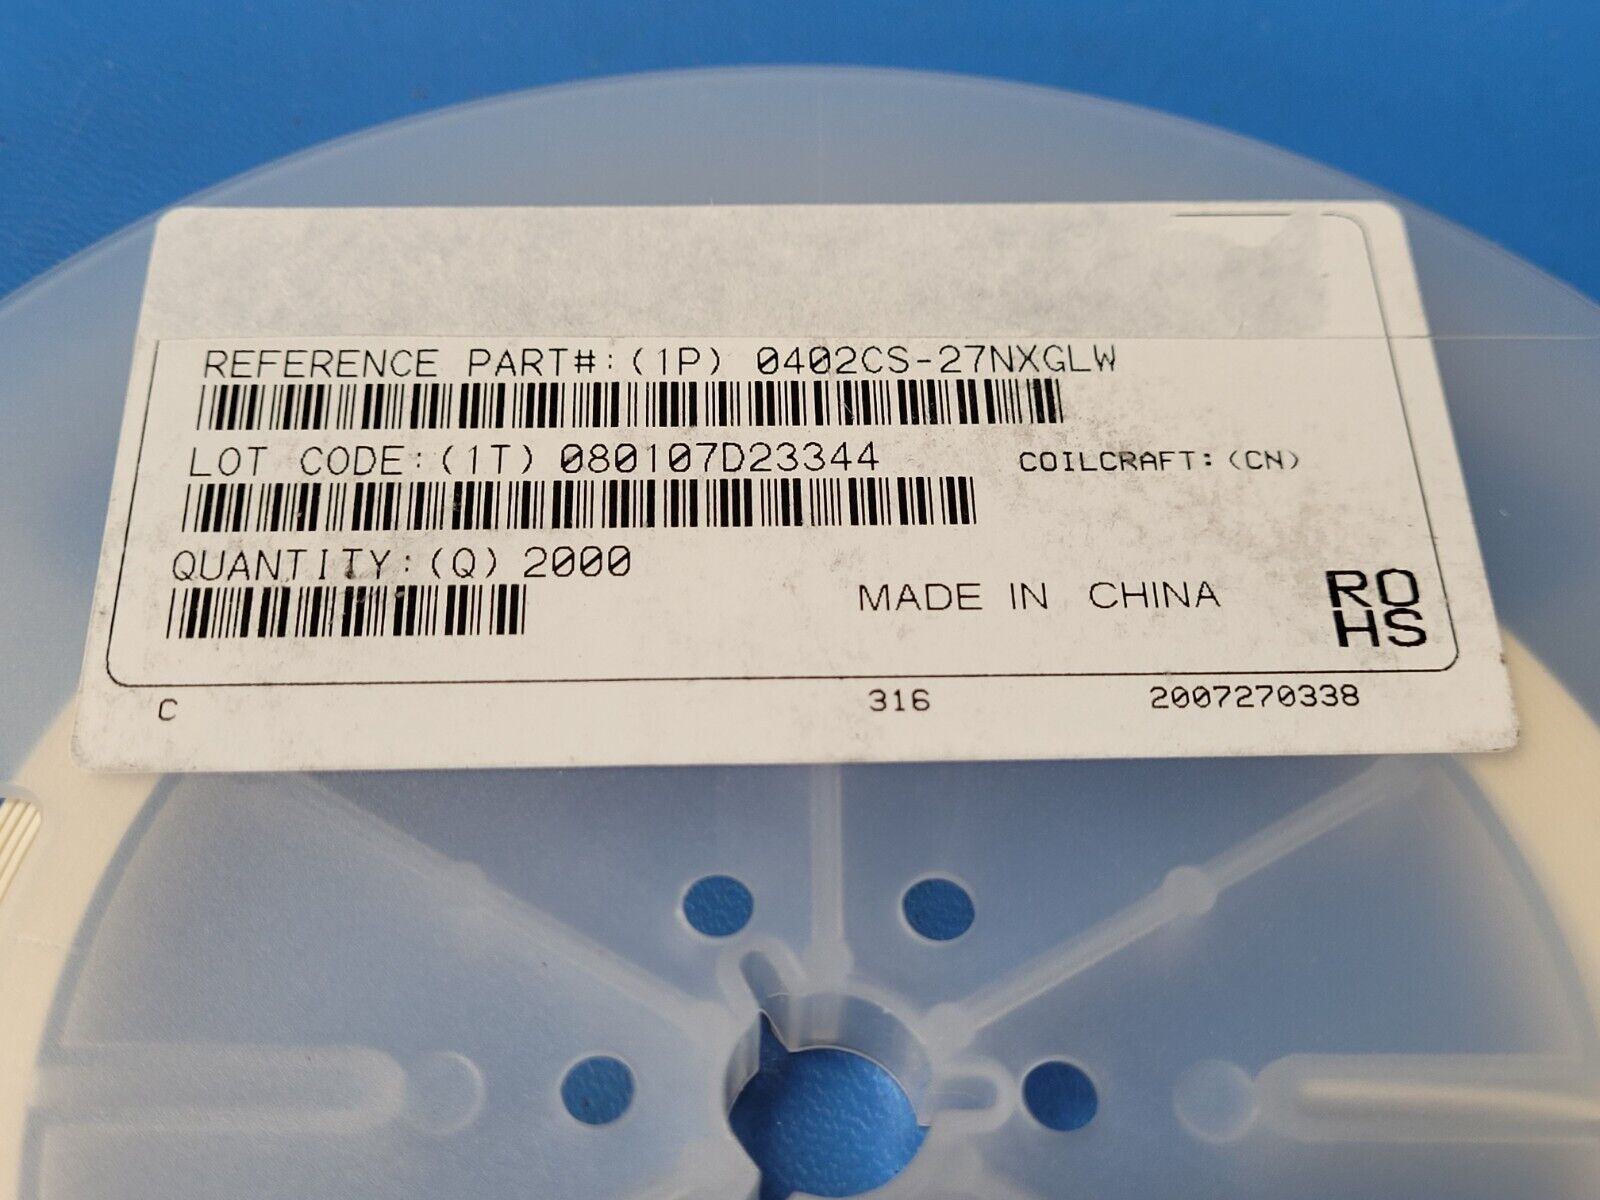 REFERENCE PART#:(1P) 0402CS-27NXGLW
LOT CODE:(1T) 080107D23344
COILCRAFT:(CN)
QUANTITY:(Q) 2000
MADE IN CHINA
RO
HS
C 316 2007270338